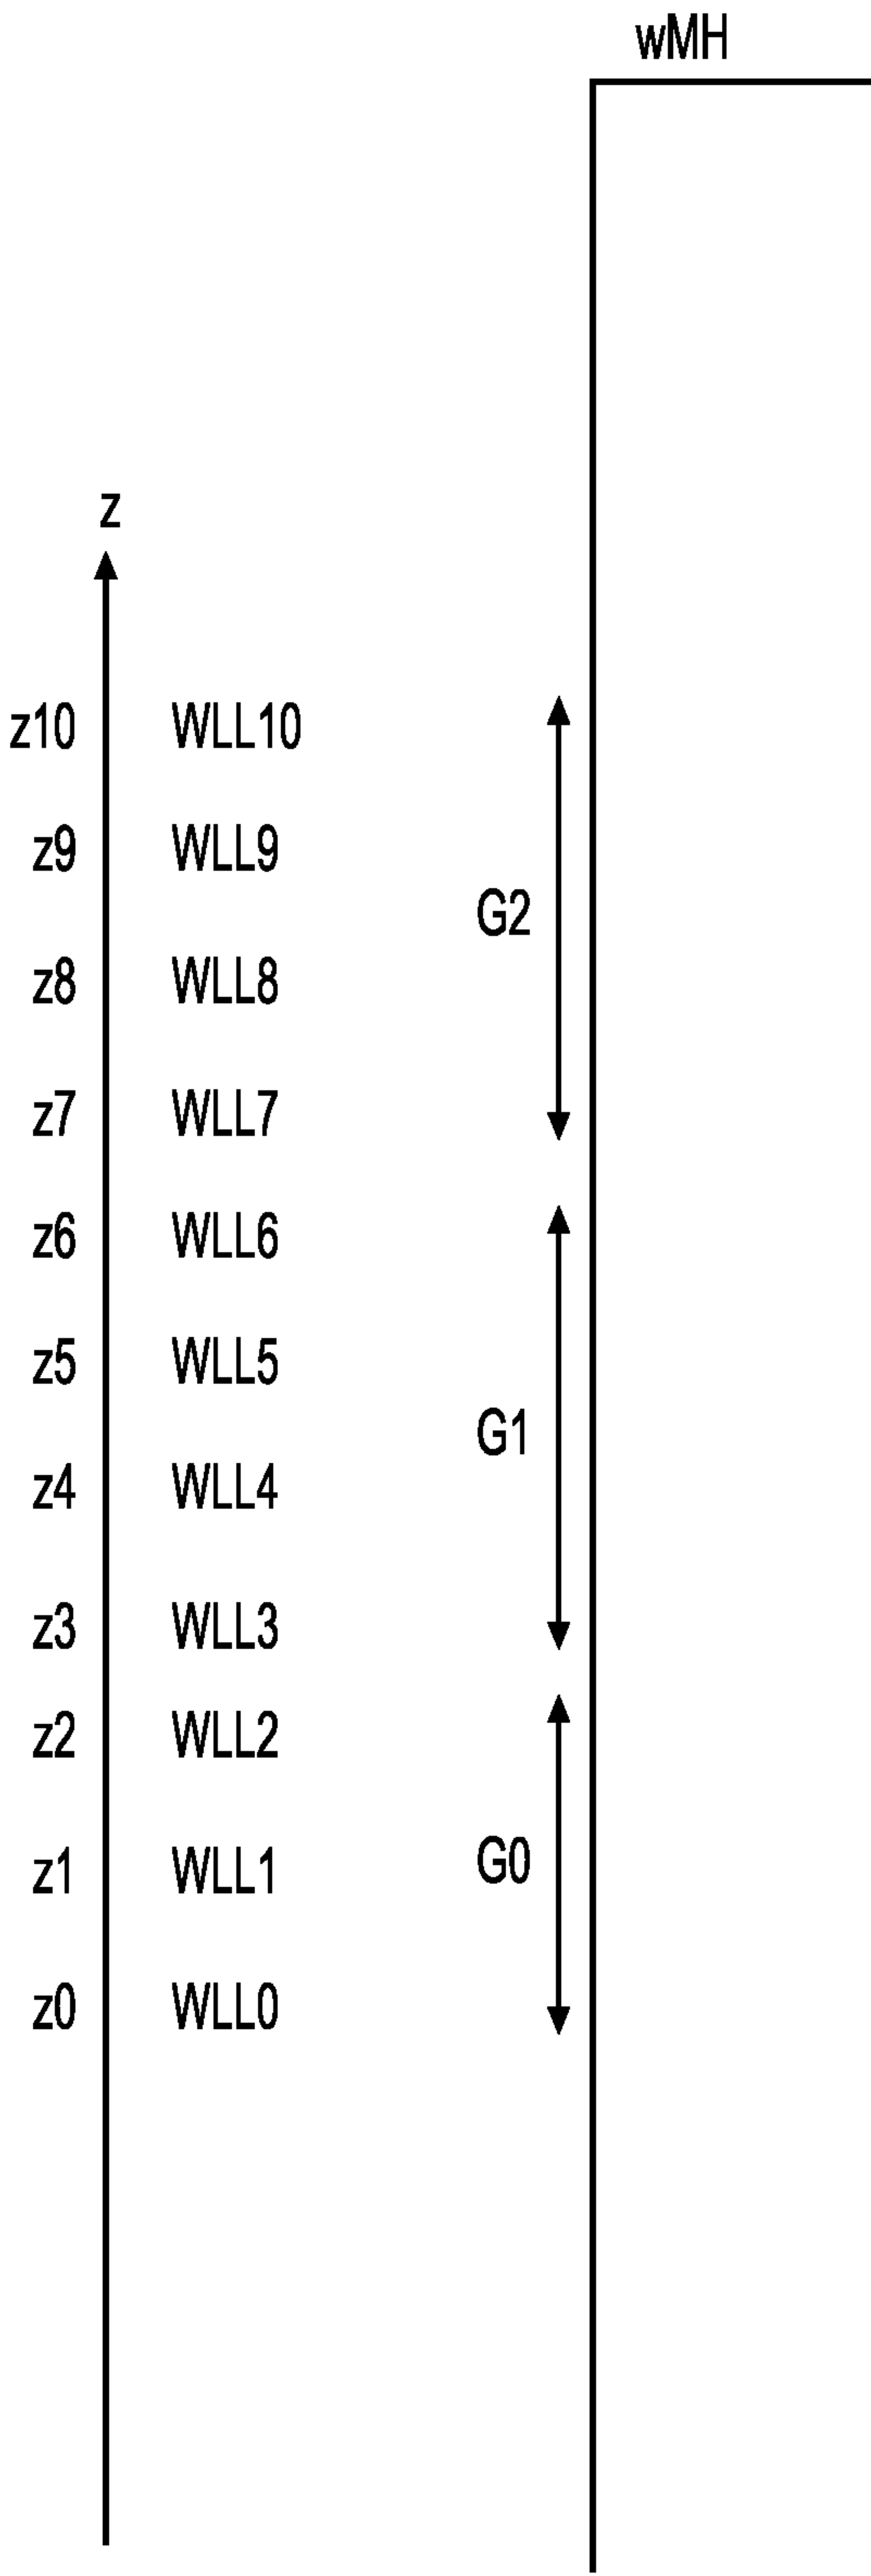 wMH
z
z10 WLL10
z9 WLL9
G2
z8 WLL8
z7 WLL7
z6 WLL6
z5 WLL5
G1
z4 WLL4
z3 WLL3
z2 WLL2
z1 WLL1 G0
z0 WLL0